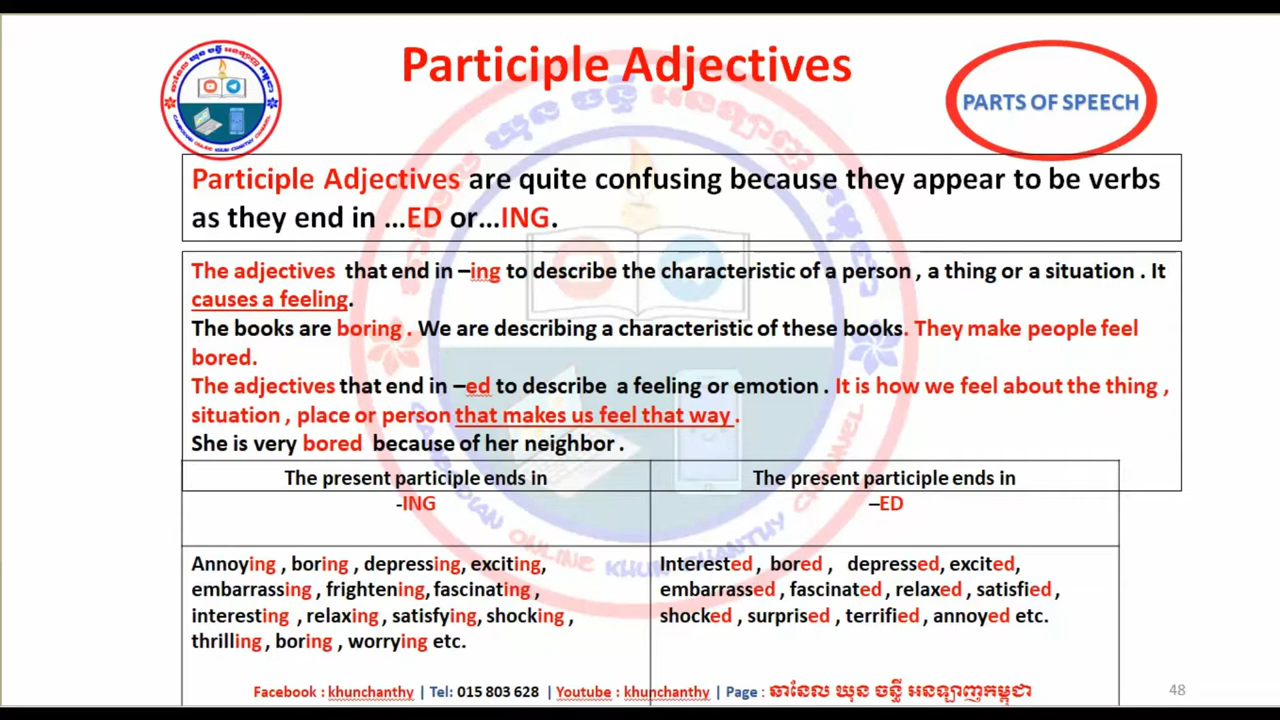 Participle Adjectives
PARTS OF SPEECH
Participle Adjectives are quite confusing because they appear to be verbs
as they end in ...ED or...ING.
The adjectives that end in –ing to describe the characteristic of a person , a thing or a situation . It
causes a feeling.
The books are boring . We are describing a characteristic of these books. They make people feel
bored.
The adjectives that end in –ed to describe a feeling or emotion . It is how we feel about the thing ,
situation , place or person that makes us feel that way .
She is very bored because of her neighbor .
The present participle ends in
-ING
The present participle ends in
–ED
Annoying , boring , depressing, exciting,
embarrassing , frightening, fascinating ,
interesting , relaxing , satisfying, shocking ,
thrilling , boring , worrying etc.
Interested , bored , depressed, excited,
embarrassed , fascinated , relaxed , satisfied ,
shocked , surprised , terrified , annoyed etc.
Facebook : khunchanthy | Tel: 015 803 628 | Youtube : khunchanthy | Page : ឆានែល ឃុន ចន្ធី អនឡាញកម្ពុជា
48
CAMBODIAN ONLINE KHUN CHANTHY CHANNEL